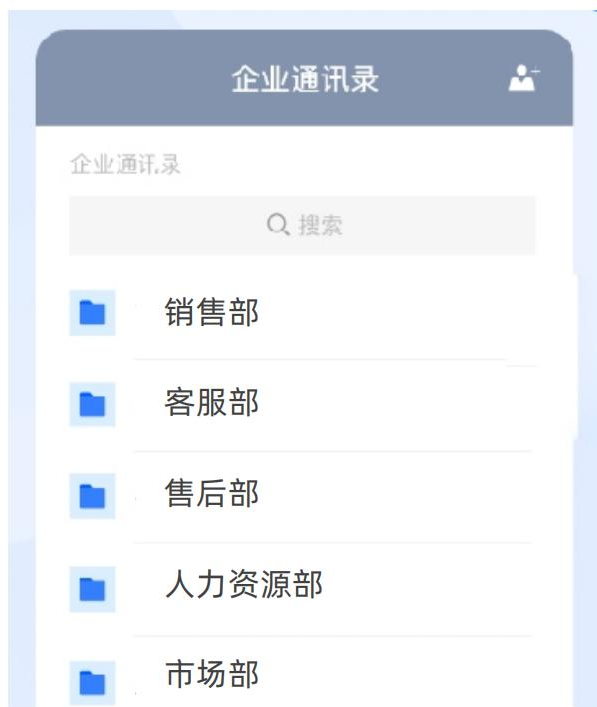 企业通讯录
企业通讯录
搜索
销售部
客服部
售后部
人力资源部
市场部